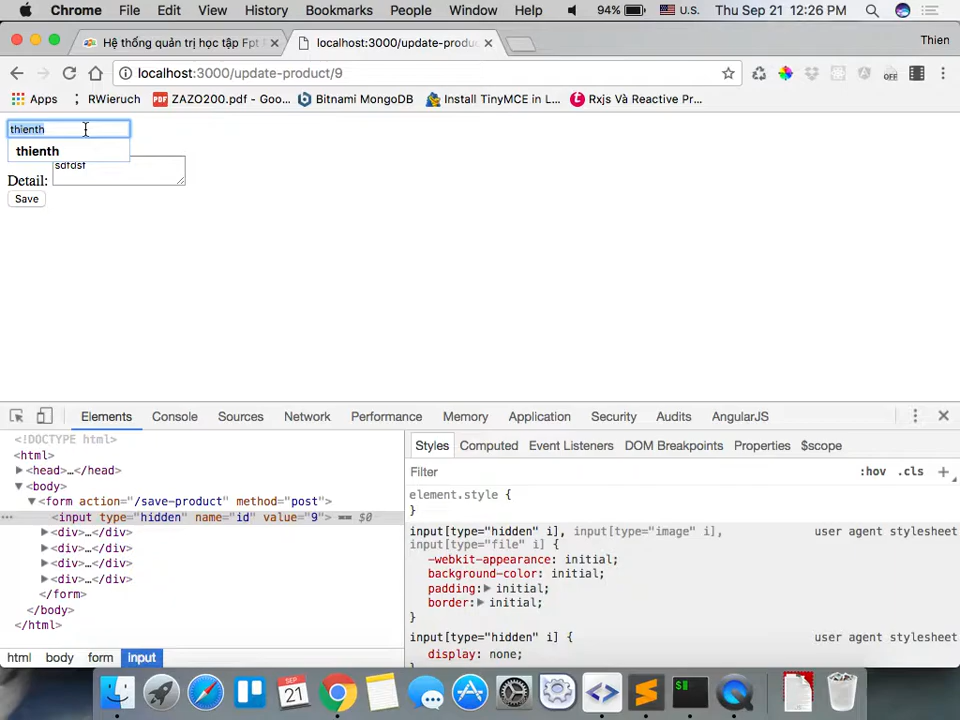 Chrome File Edit View History Bookmarks People Window Help 94% U.S. Thu Sep 21 12:26 PM
Hệ thống quản trị học tập Fpt localhost:3000/update-produc Thien
localhost:3000/update-product/9 OFF
Apps RWieruch PDF ZAZO200.pdf - Goo... Bitnami MongoDB Install TinyMCE in L... Rxjs Và Reactive Pr...
thienth
thienth
sdfdsf
Detail:
Save
Elements Console Sources Network Performance Memory Application Security Audits AngularJS
<!DOCTYPE html>
<html>
<head>…</head>
<body>
<form action="/save-product" method="post">
<input type="hidden" name="id" value="9"> == $0
<div>…</div>
<div>…</div>
<div>…</div>
<div>…</div>
</form>
</body>
</html>
html body form input
Styles Computed Event Listeners DOM Breakpoints Properties $scope
Filter :hov .cls +
element.style {
}
input[type="hidden" i], input[type="image" i], user agent stylesheet
input[type="file" i] {
-webkit-appearance: initial;
background-color: initial;
padding: initial;
border: initial;
}
input[type="hidden" i] { user agent stylesheet
display: none;
SEP
21